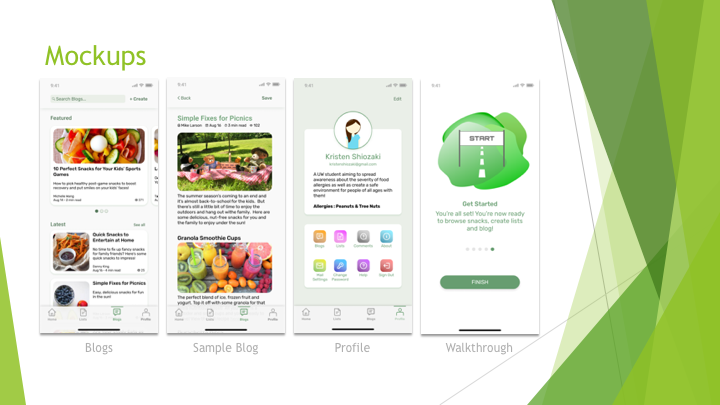 Mockups
9:41
Search Blogs...
+ Create
Featured
10 Perfect Snacks for Your Kids' Sports
Games
How to pick healthy post-game snacks to boost
recovery and put smiles on your kids' faces!
Michelle Wong
Latest
See all
Quick Snacks to
Entertain at Home
No time to fix up fancy snacks
for family friends? Here's some
quick snacks to impress!
Simple Fixes for Picnics
Easy, delicious snacks for fun
in the sun!
Home
Lists
Blogs
Profile
Blogs
9:41
Back
Save
Simple Fixes for Picnics
Mike Larson
15 Aug 16
3 min read
102
The summer season's coming to an end and
it's almost back-to-school for the kids. But
there's still a little bit of time to enjoy the
outdoors and hang out withe family. Here are
some delicious, nut-free snacks for you and
the family to enjoy under the sun!
Granola Smoothie Cups
The perfect blend of ice, frozen fruit and
yogurt. Top it off with some granola for that
Home
Lists
Blogs
Profile
Sample Blog
9:41
Edit
Kristen Shiozaki
kristenshiozaki@gmail.com
A UW student aiming to spread
awareness about the severity of food
allergies as well as create a safe
environment for people of all ages with
them!
Allergies : Peanuts & Tree Nuts
Blogs
Lists
Comments
About
Mail
Settings
Change
Password
Help
Sign Out
Home
Lists
Blogs
Profile
Profile
9:41
START
Get Started
You're all set! You're now ready
to browse snacks, create lists
and blog!
FINISH
Walkthrough